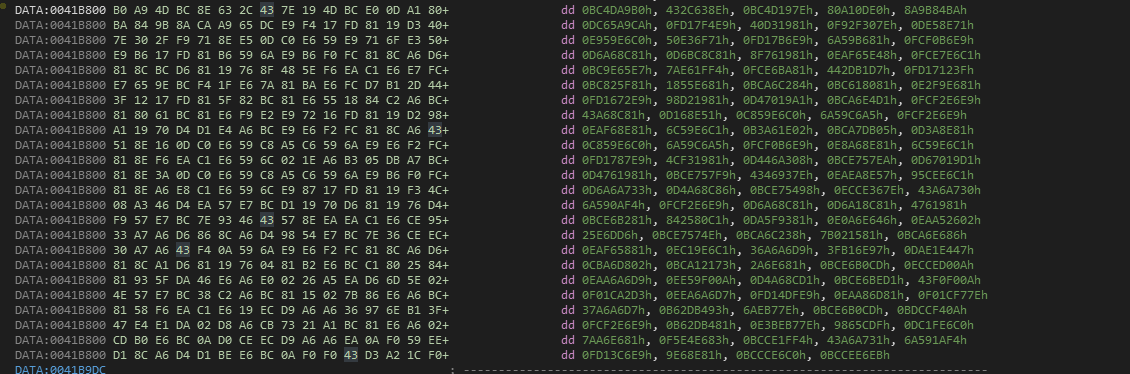 DATA:0041B800 B0 A9 4D BC 8E 63 2C 43 7E 19 4D BC E0 0D A1 80+ dd 0BC4DA9B0h, 432C638Eh, 0BC4D197Eh, 80A10DE0h, 8A9B84BAh
DATA:0041B800 BA 84 9B 8A CA A9 65 DC E9 F4 17 FD 81 19 D3 40+ dd 0DC65A9CAh, 0FD17F4E9h, 40D31981h, 0F92F307Eh, 0DE58E71h
DATA:0041B800 7E 30 2F F9 71 8E E5 0D C0 E6 59 E9 71 6F E3 50+ dd 0E959E6C0h, 50E36F71h, 0FD17B6E9h, 6A59B681h, 0FCF0B6E9h
DATA:0041B800 E9 B6 17 FD 81 B6 59 6A E9 B6 F0 FC 81 8C A6 D6+ dd 0D6A68C81h, 0D6BC8C81h, 8F761981h, 0EAF65E48h, 0FCE7E6C1h
DATA:0041B800 81 8C BC D6 81 19 76 8F 48 5E F6 EA C1 E6 E7 FC+ dd 0BC9E65E7h, 7AE61FF4h, 0FCE6BA81h, 442DB1D7h, 0FD17123Fh
DATA:0041B800 E7 65 9E BC F4 1F E6 7A 81 BA E6 FC D7 B1 2D 44+ dd 0BC825F81h, 1855E681h, 0BCA6C284h, 0BC618081h, 0E2F9E681h
DATA:0041B800 3F 12 17 FD 81 5F 82 BC 81 E6 55 18 84 C2 A6 BC+ dd 0FD1672E9h, 98D21981h, 0D47019A1h, 0BCA6E4D1h, 0FCF2E6E9h
DATA:0041B800 81 80 61 BC 81 E6 F9 E2 E9 72 16 FD 81 19 D2 98+ dd 43A68C81h, 0D168E51h, 0C859E6C0h, 6A59C6A5h, 0FCF2E6E9h
DATA:0041B800 A1 19 70 D4 D1 E4 A6 BC E9 E6 F2 FC 81 8C A6 43+ dd 0EAF68E81h, 6C59E6C1h, 0B3A61E02h, 0BCA7DB05h, 0D3A8E81h
DATA:0041B800 51 8E 16 0D C0 E6 59 C8 A5 C6 59 6A E9 E6 F2 FC+ dd 0C859E6C0h, 6A59C6A5h, 0FCF0B6E9h, 0E8A68E81h, 6C59E6C1h
DATA:0041B800 81 8E F6 EA C1 E6 59 6C 02 1E A6 B3 05 DB A7 BC+ dd 0FD1787E9h, 4CF31981h, 0D446A308h, 0BCE757EAh, 0D67019D1h
DATA:0041B800 81 8E 3A 0D C0 E6 59 C8 A5 C6 59 6A E9 B6 F0 FC+ dd 0D4761981h, 0BCE757F9h, 4346937Eh, 0EAEA8E57h, 95CEE6C1h
DATA:0041B800 81 8E A6 E8 C1 E6 59 6C E9 87 17 FD 81 19 F3 4C+ dd 0D6A6A733h, 0D4A68C86h, 0BCE75498h, 0ECCE367Eh, 43A6A730h
DATA:0041B800 08 A3 46 D4 EA 57 E7 BC D1 19 70 D6 81 19 76 D4+ dd 6A590AF4h, 0FCF2E6E9h, 0D6A68C81h, 0D6A18C81h, 4761981h
DATA:0041B800 F9 57 E7 BC 7E 93 46 43 57 8E EA EA C1 E6 CE 95+ dd 0BCE6B281h, 842580C1h, 0DA5F9381h, 0E0A6E646h, 0EAA52602h
DATA:0041B800 33 A7 A6 D6 86 8C A6 D4 98 54 E7 BC 7E 36 CE EC+ dd 25E6DD6h, 0BCE7574Eh, 0BCA6C238h, 7B021581h, 0BCA6E686h
DATA:0041B800 30 A7 A6 43 F4 0A 59 6A E9 E6 F2 FC 81 8C A6 D6+ dd 0EAF65881h, 0EC19E6C1h, 36A6A6D9h, 3FB16E97h, 0DAE1E447h
DATA:0041B800 81 8C A1 D6 81 19 76 04 81 B2 E6 BC C1 80 25 84+ dd 0CBA6D802h, 0BCA12173h, 2A6E681h, 0BCE6B0CDh, 0ECCED00Ah
DATA:0041B800 81 93 5F DA 46 E6 A6 E0 02 26 A5 EA D6 6D 5E 02+ dd 0EAA6A6D9h, 0EE59F00Ah, 0D4A68CD1h, 0BCE6BED1h, 43F0F00Ah
DATA:0041B800 4E 57 E7 BC 38 C2 A6 BC 81 15 02 7B 86 E6 A6 BC+ dd 0F01CA2D3h, 0EEA6A6D7h, 0FD14DFE9h, 0EAA86D81h, 0F01CF77Eh
DATA:0041B800 81 58 F6 EA C1 E6 19 EC D9 A6 A6 36 97 6E B1 3F+ dd 37A6A6D7h, 0B62DB493h, 6AEB77Eh, 0BCE6B0CDh, 0BDCCF40Ah
DATA:0041B800 47 E4 E1 DA 02 D8 A6 CB 73 21 A1 BC 81 E6 A6 02+ dd 0FCF2E6E9h, 0B62DB481h, 0E3BEB77Eh, 9865CDFh, 0DC1FE6C0h
DATA:0041B800 CD B0 E6 BC 0A D0 CE EC D9 A6 A6 EA 0A F0 59 EE+ dd 7AA6E681h, 0F5E4E683h, 0BCCE1FF4h, 43A6A731h, 6A591AF4h
DATA:0041B800 D1 8C A6 D4 D1 BE E6 BC 0A F0 F0 43 D3 A2 1C F0+ dd 0FD13C6E9h, 9E68E81h, 0BCCCE6C0h, 0BCCEE6EBh
DATA:0041B9DC ; ---------------------------------------------------------------------------